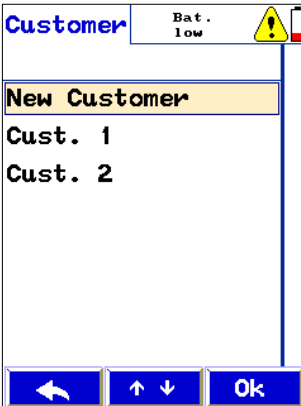 Customer
Bat.
low
New Customer
Cust. 1
Cust. 2
Ok